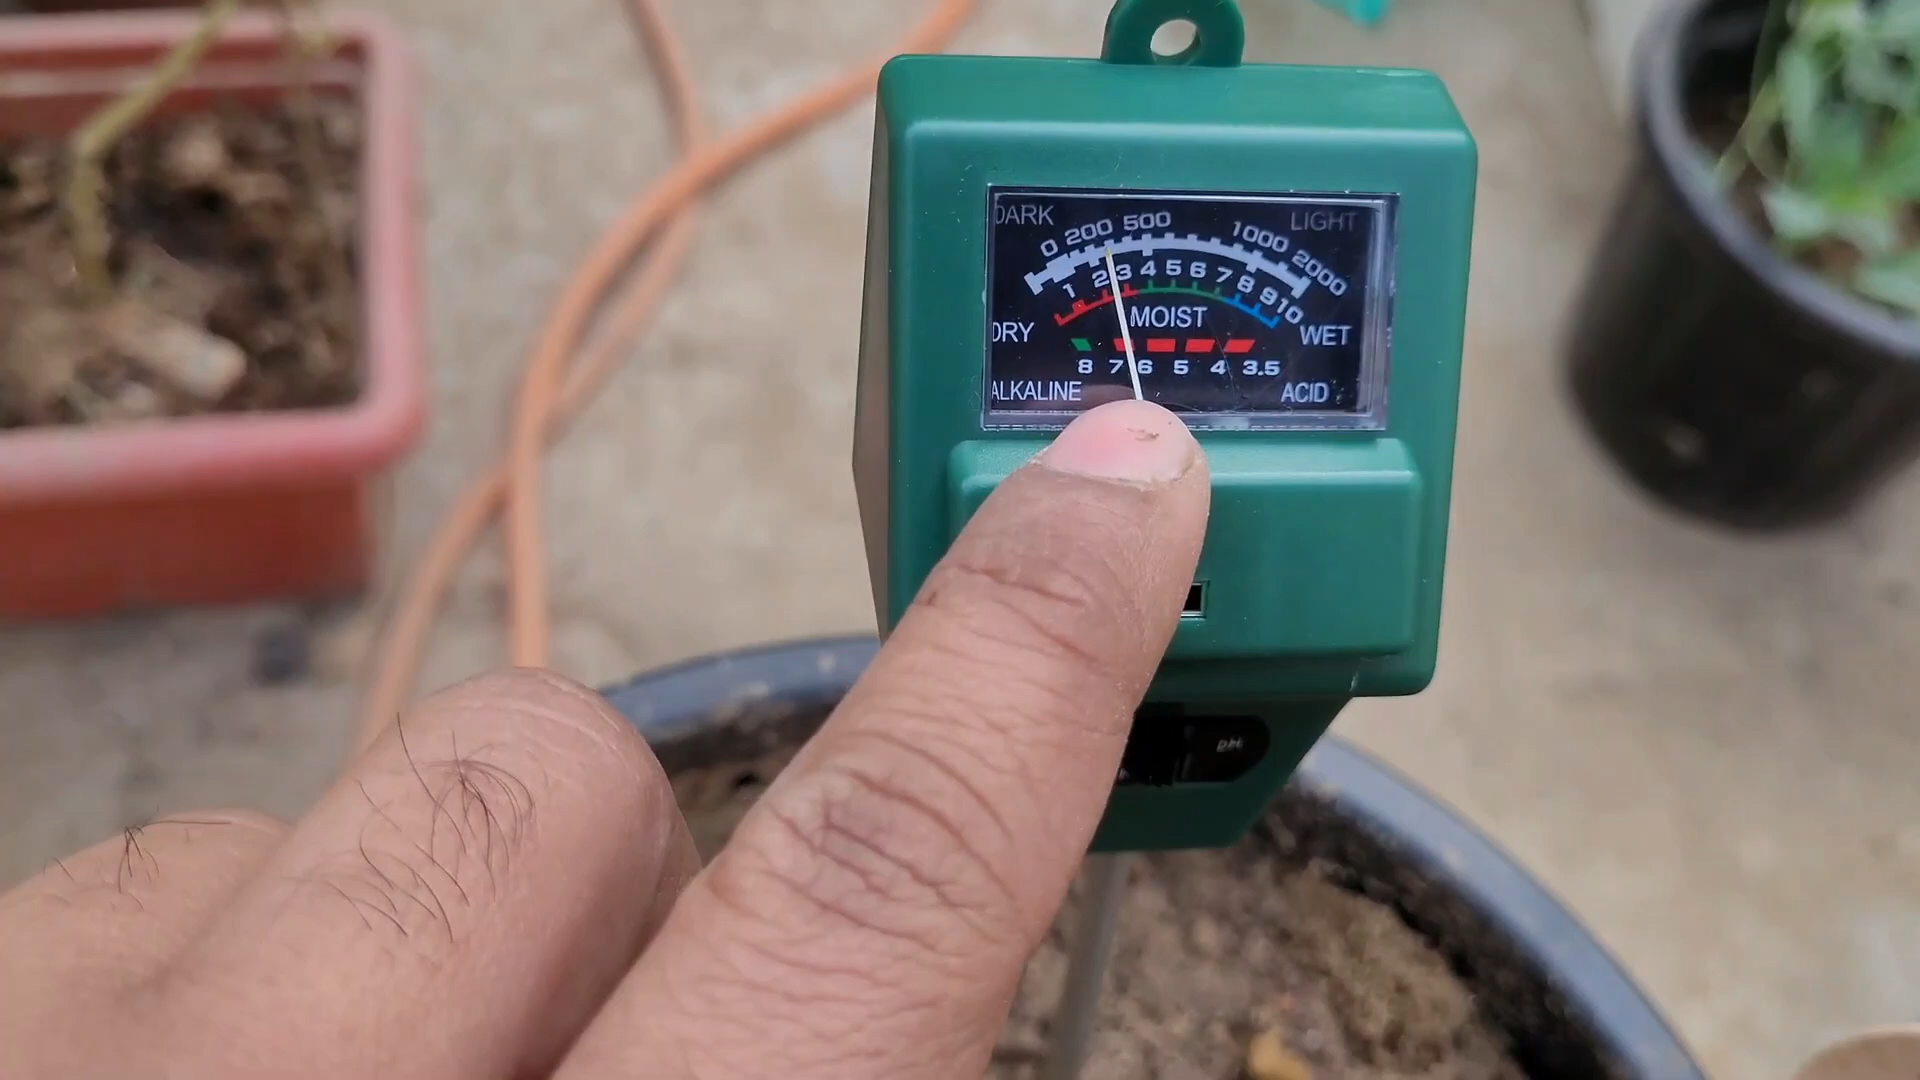 DARK LIGHT
0 200 500 1000 2000
1 2 3 4 5 6 7 8 9 10
DRY MOIST WET
8 7 6 5 4 3.5
ALKALINE ACID
PH